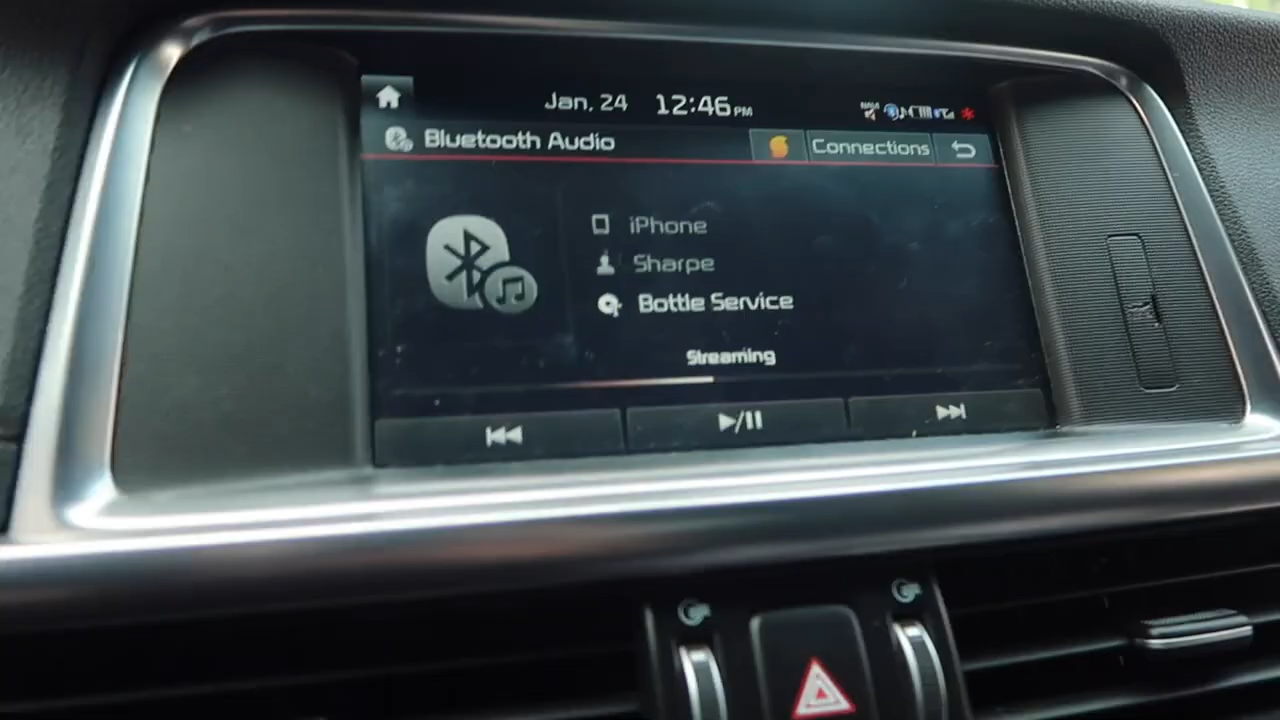 Jan. 24 12:46 PM
Bluetooth Audio
Connections
iPhone
Sharpe
Bottle Service
Streaming